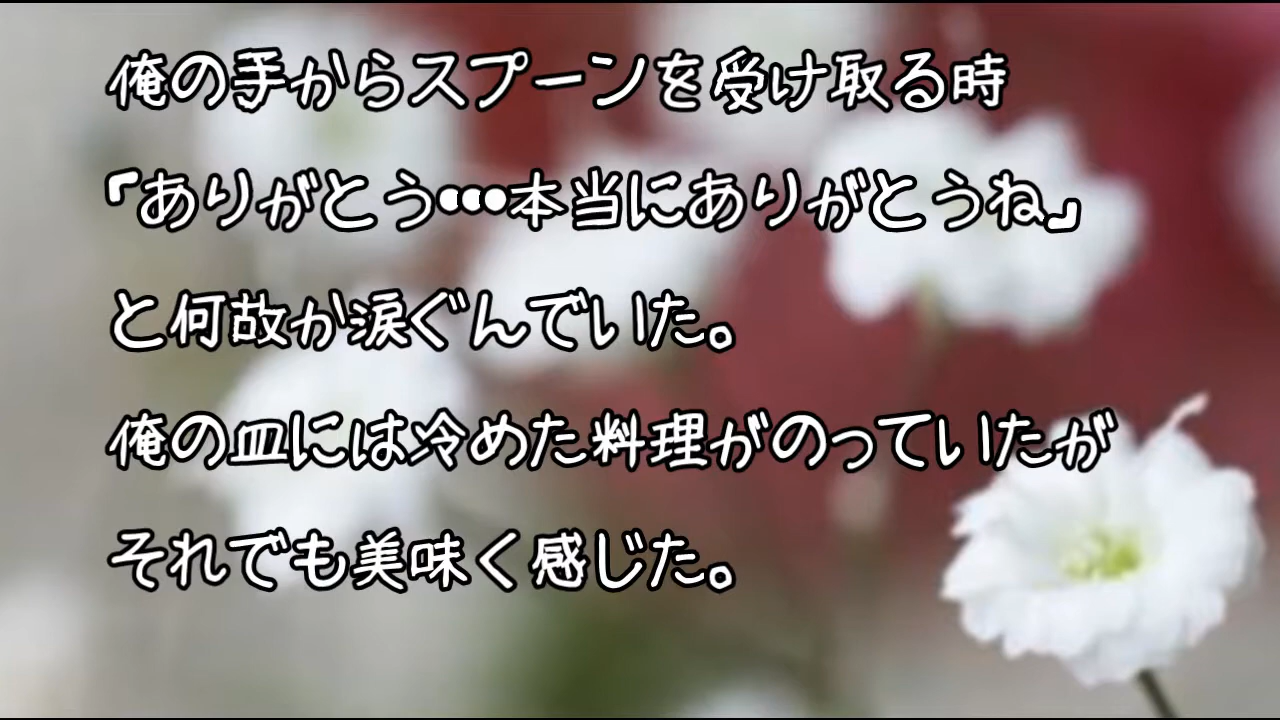 俺の手からスプーンを受け取る時
「ありがとう・・・本当にありがとうね」
と何故か涙ぐんでいた。
俺の皿には冷めた料理がのっていたが
それでも美味く感じた。